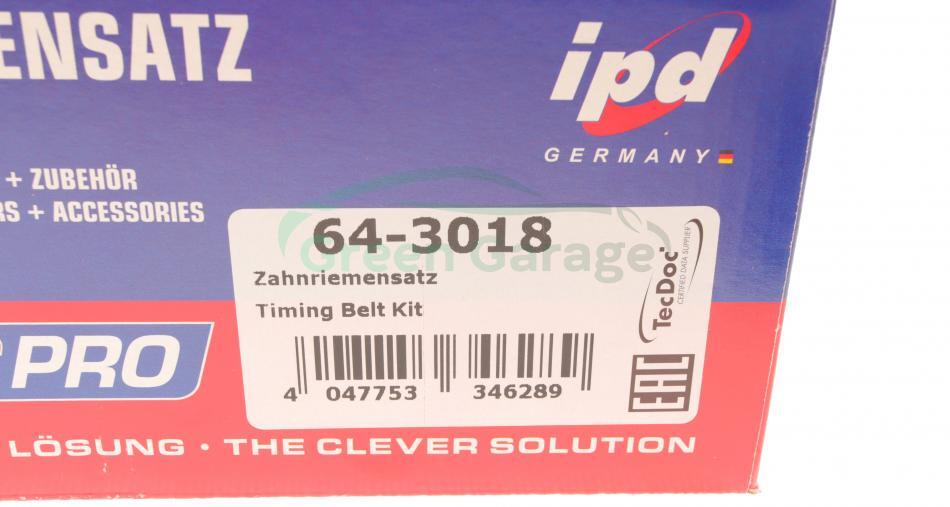 ENSATZ
ipd
GERMANY
+ ZUBEHÖR
RS + ACCESSORIES
64-3018
Green Garage
Zahnriemensatz
Timing Belt Kit
TecDoc
CERTIFIED DATA SUPPLIER
4 047753 346289
EAC
PRO
LÖSUNG · THE CLEVER SOLUTION